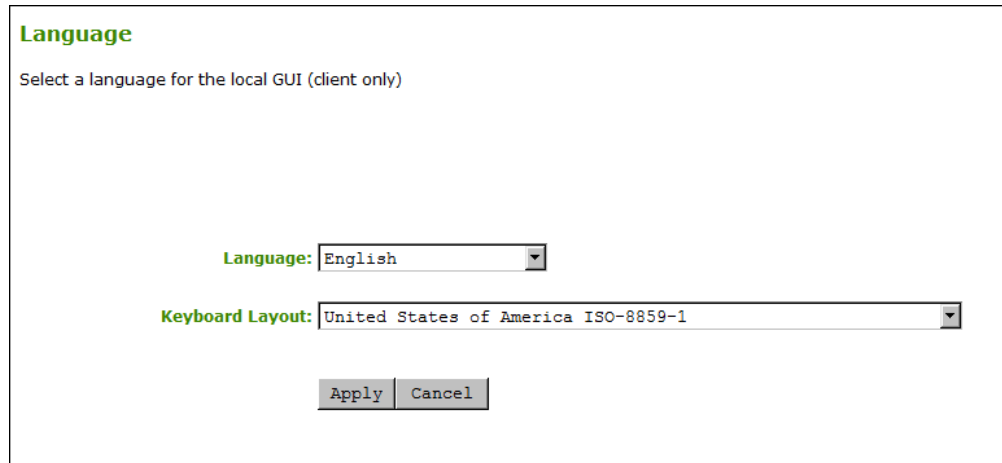 Language
Select a language for the local GUI (client only)
Language: English
Keyboard Layout: United States of America ISO-8859-1
Apply Cancel